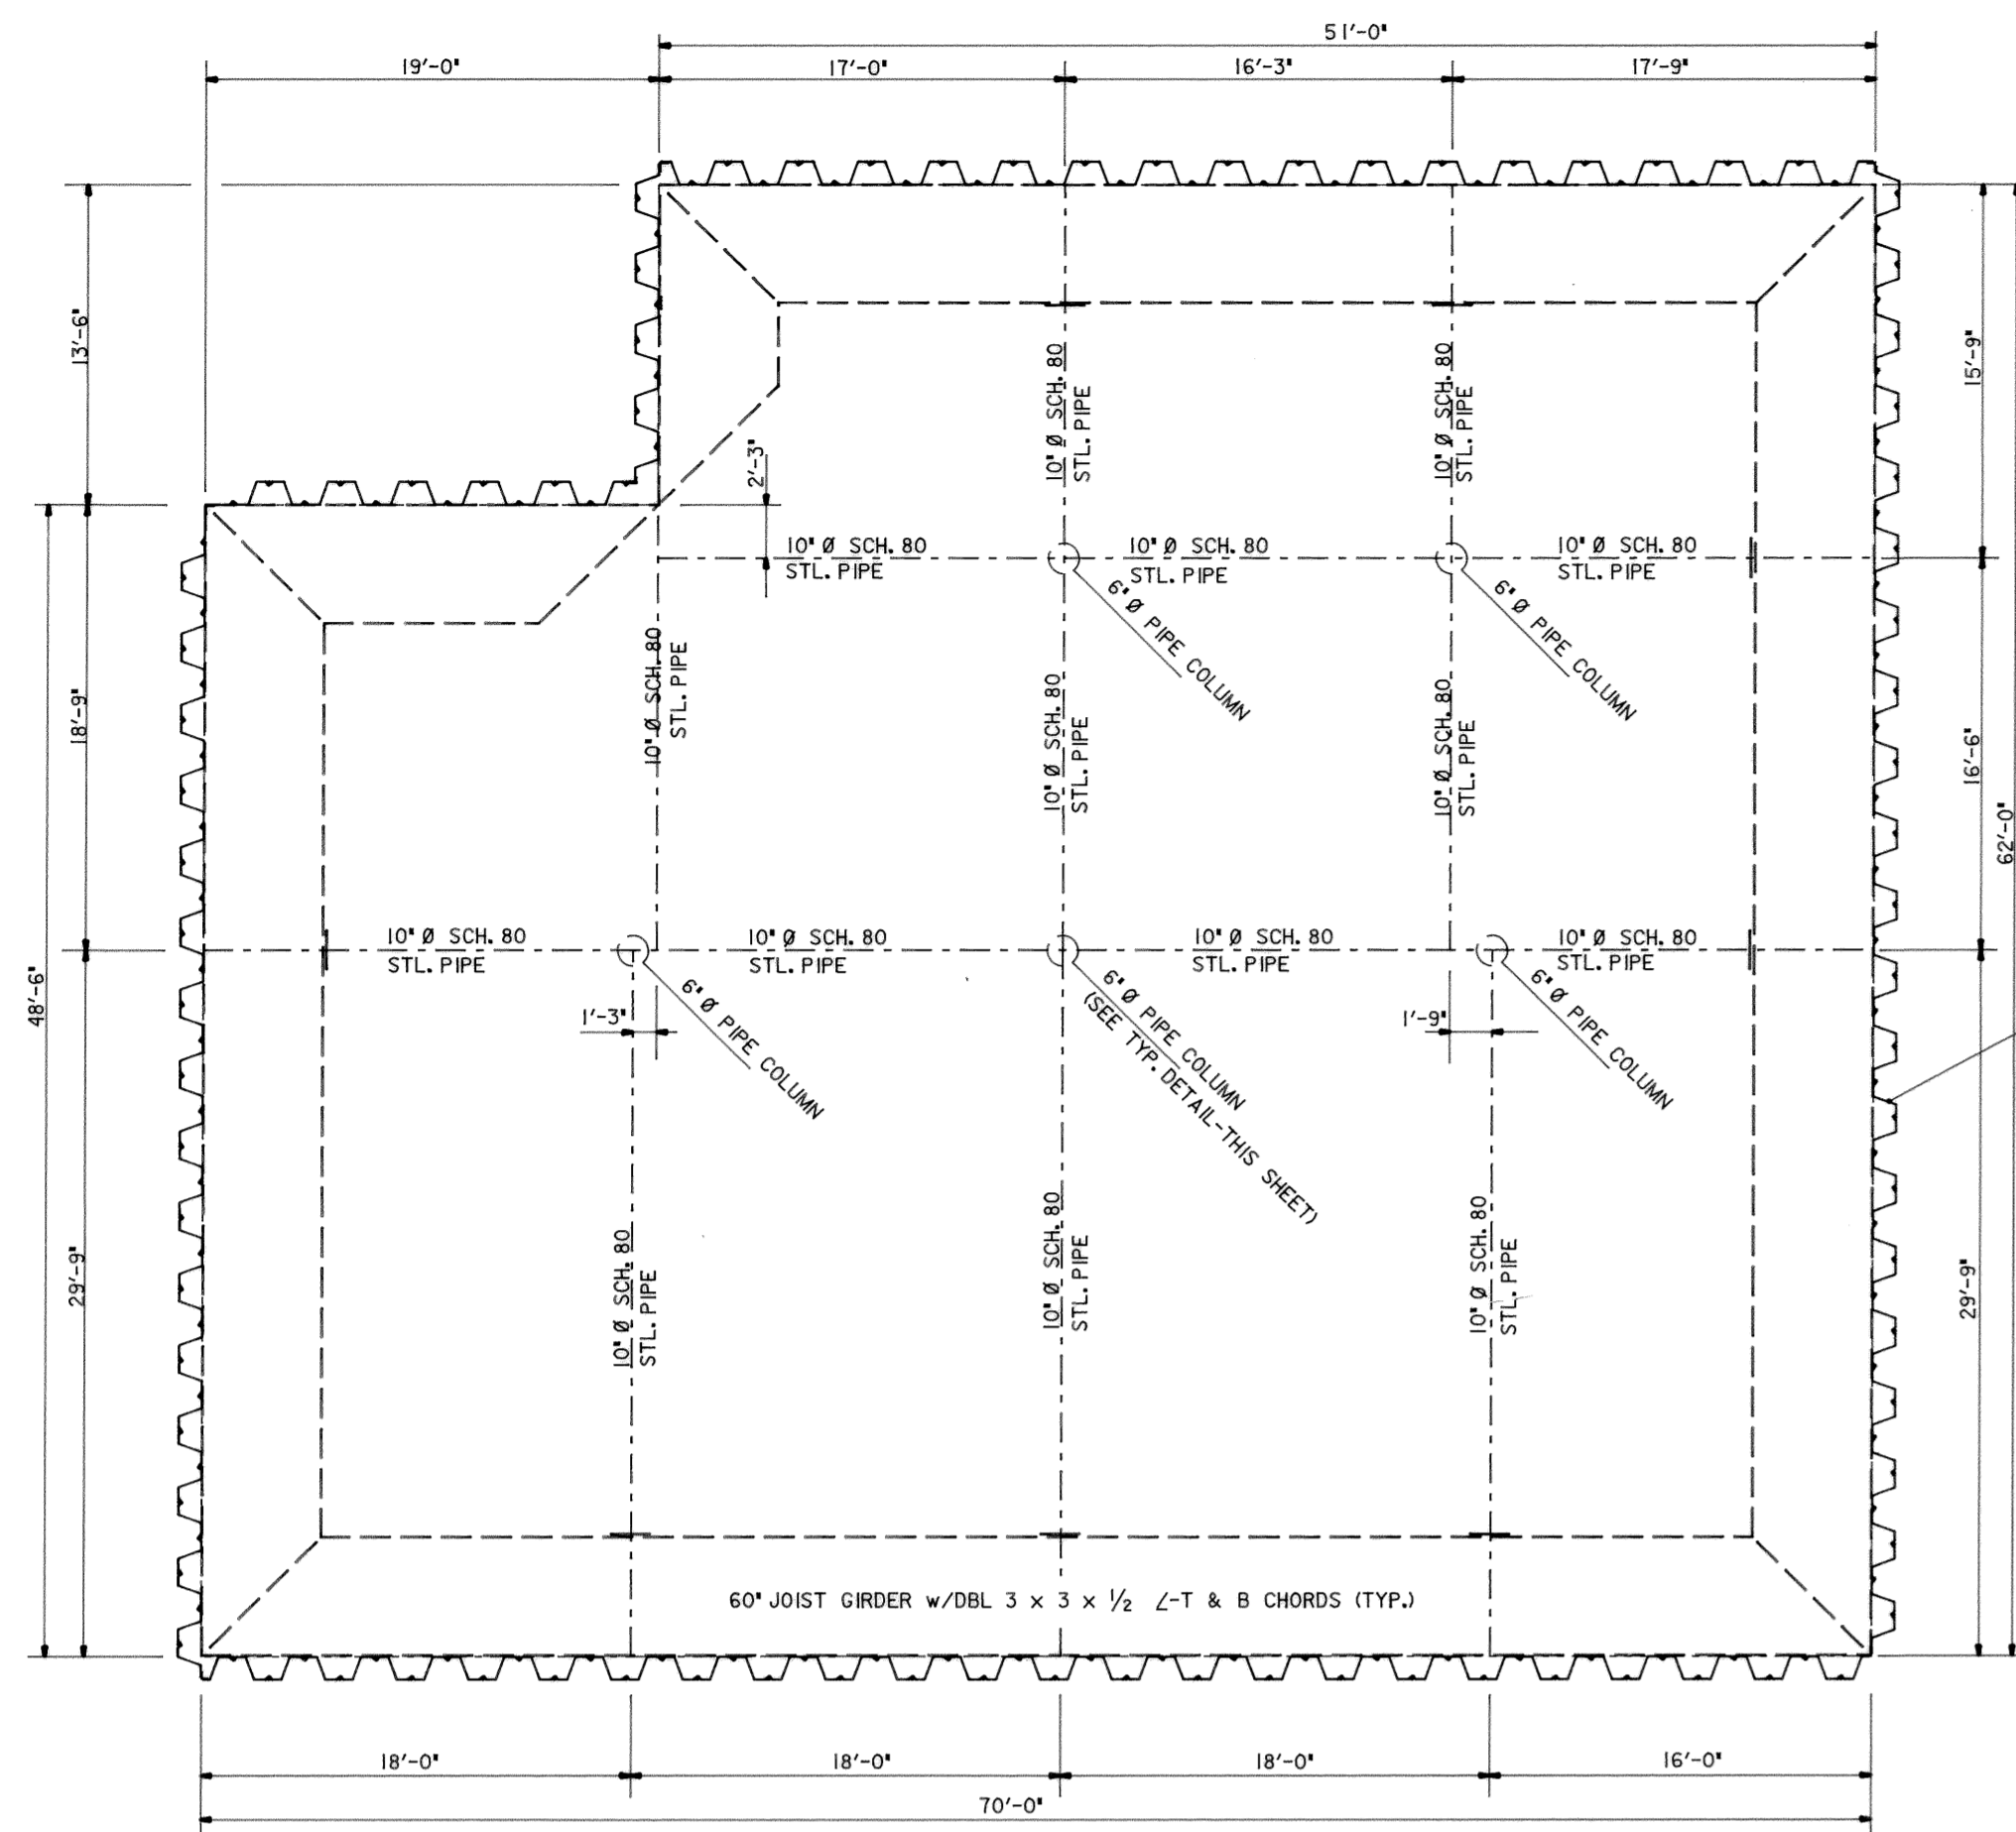 51'-0"
19'-0"
17'-0"
16'-3"
17'-9"
13'-6"
15'-9"
10" Ø SCH. 80
STL. PIPE
10" Ø SCH. 80
STL. PIPE
2'-3"
10" Ø SCH. 80
STL. PIPE
10" Ø SCH. 80
STL. PIPE
10" Ø SCH. 80
STL. PIPE
6" Ø PIPE COLUMN
6" Ø PIPE COLUMN
18'-9"
10" Ø SCH. 80
STL. PIPE
10" Ø SCH. 80
STL. PIPE
10" Ø SCH. 80
STL. PIPE
16'-6"
62'-0"
48'-6"
10" Ø SCH. 80
STL. PIPE
10" Ø SCH. 80
STL. PIPE
10" Ø SCH. 80
STL. PIPE
10" Ø SCH. 80
STL. PIPE
1'-3"
6" Ø PIPE COLUMN
6" Ø PIPE COLUMN
(SEE TYP. DETAIL-THIS SHEET)
1'-9"
6" Ø PIPE COLUMN
29'-9"
10" Ø SCH. 80
STL. PIPE
10" Ø SCH. 80
STL. PIPE
10" Ø SCH. 80
STL. PIPE
29'-9"
60" JOIST GIRDER w/DBL 3 x 3 x 1/2 ∠-T & B CHORDS (TYP.)
18'-0"
18'-0"
18'-0"
16'-0"
70'-0"